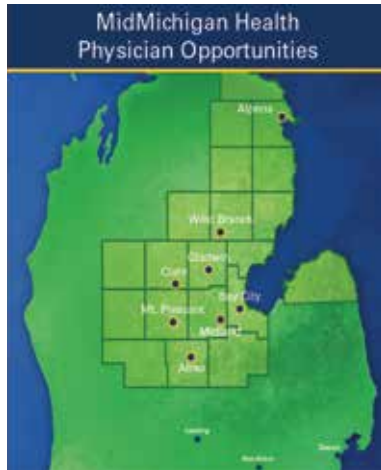 MidMichigan Health
Physician Opportunities
Alpena
West Branch
Gladwin
Clare
Bay City
Mt. Pleasant
Midland
Alma
Lansing